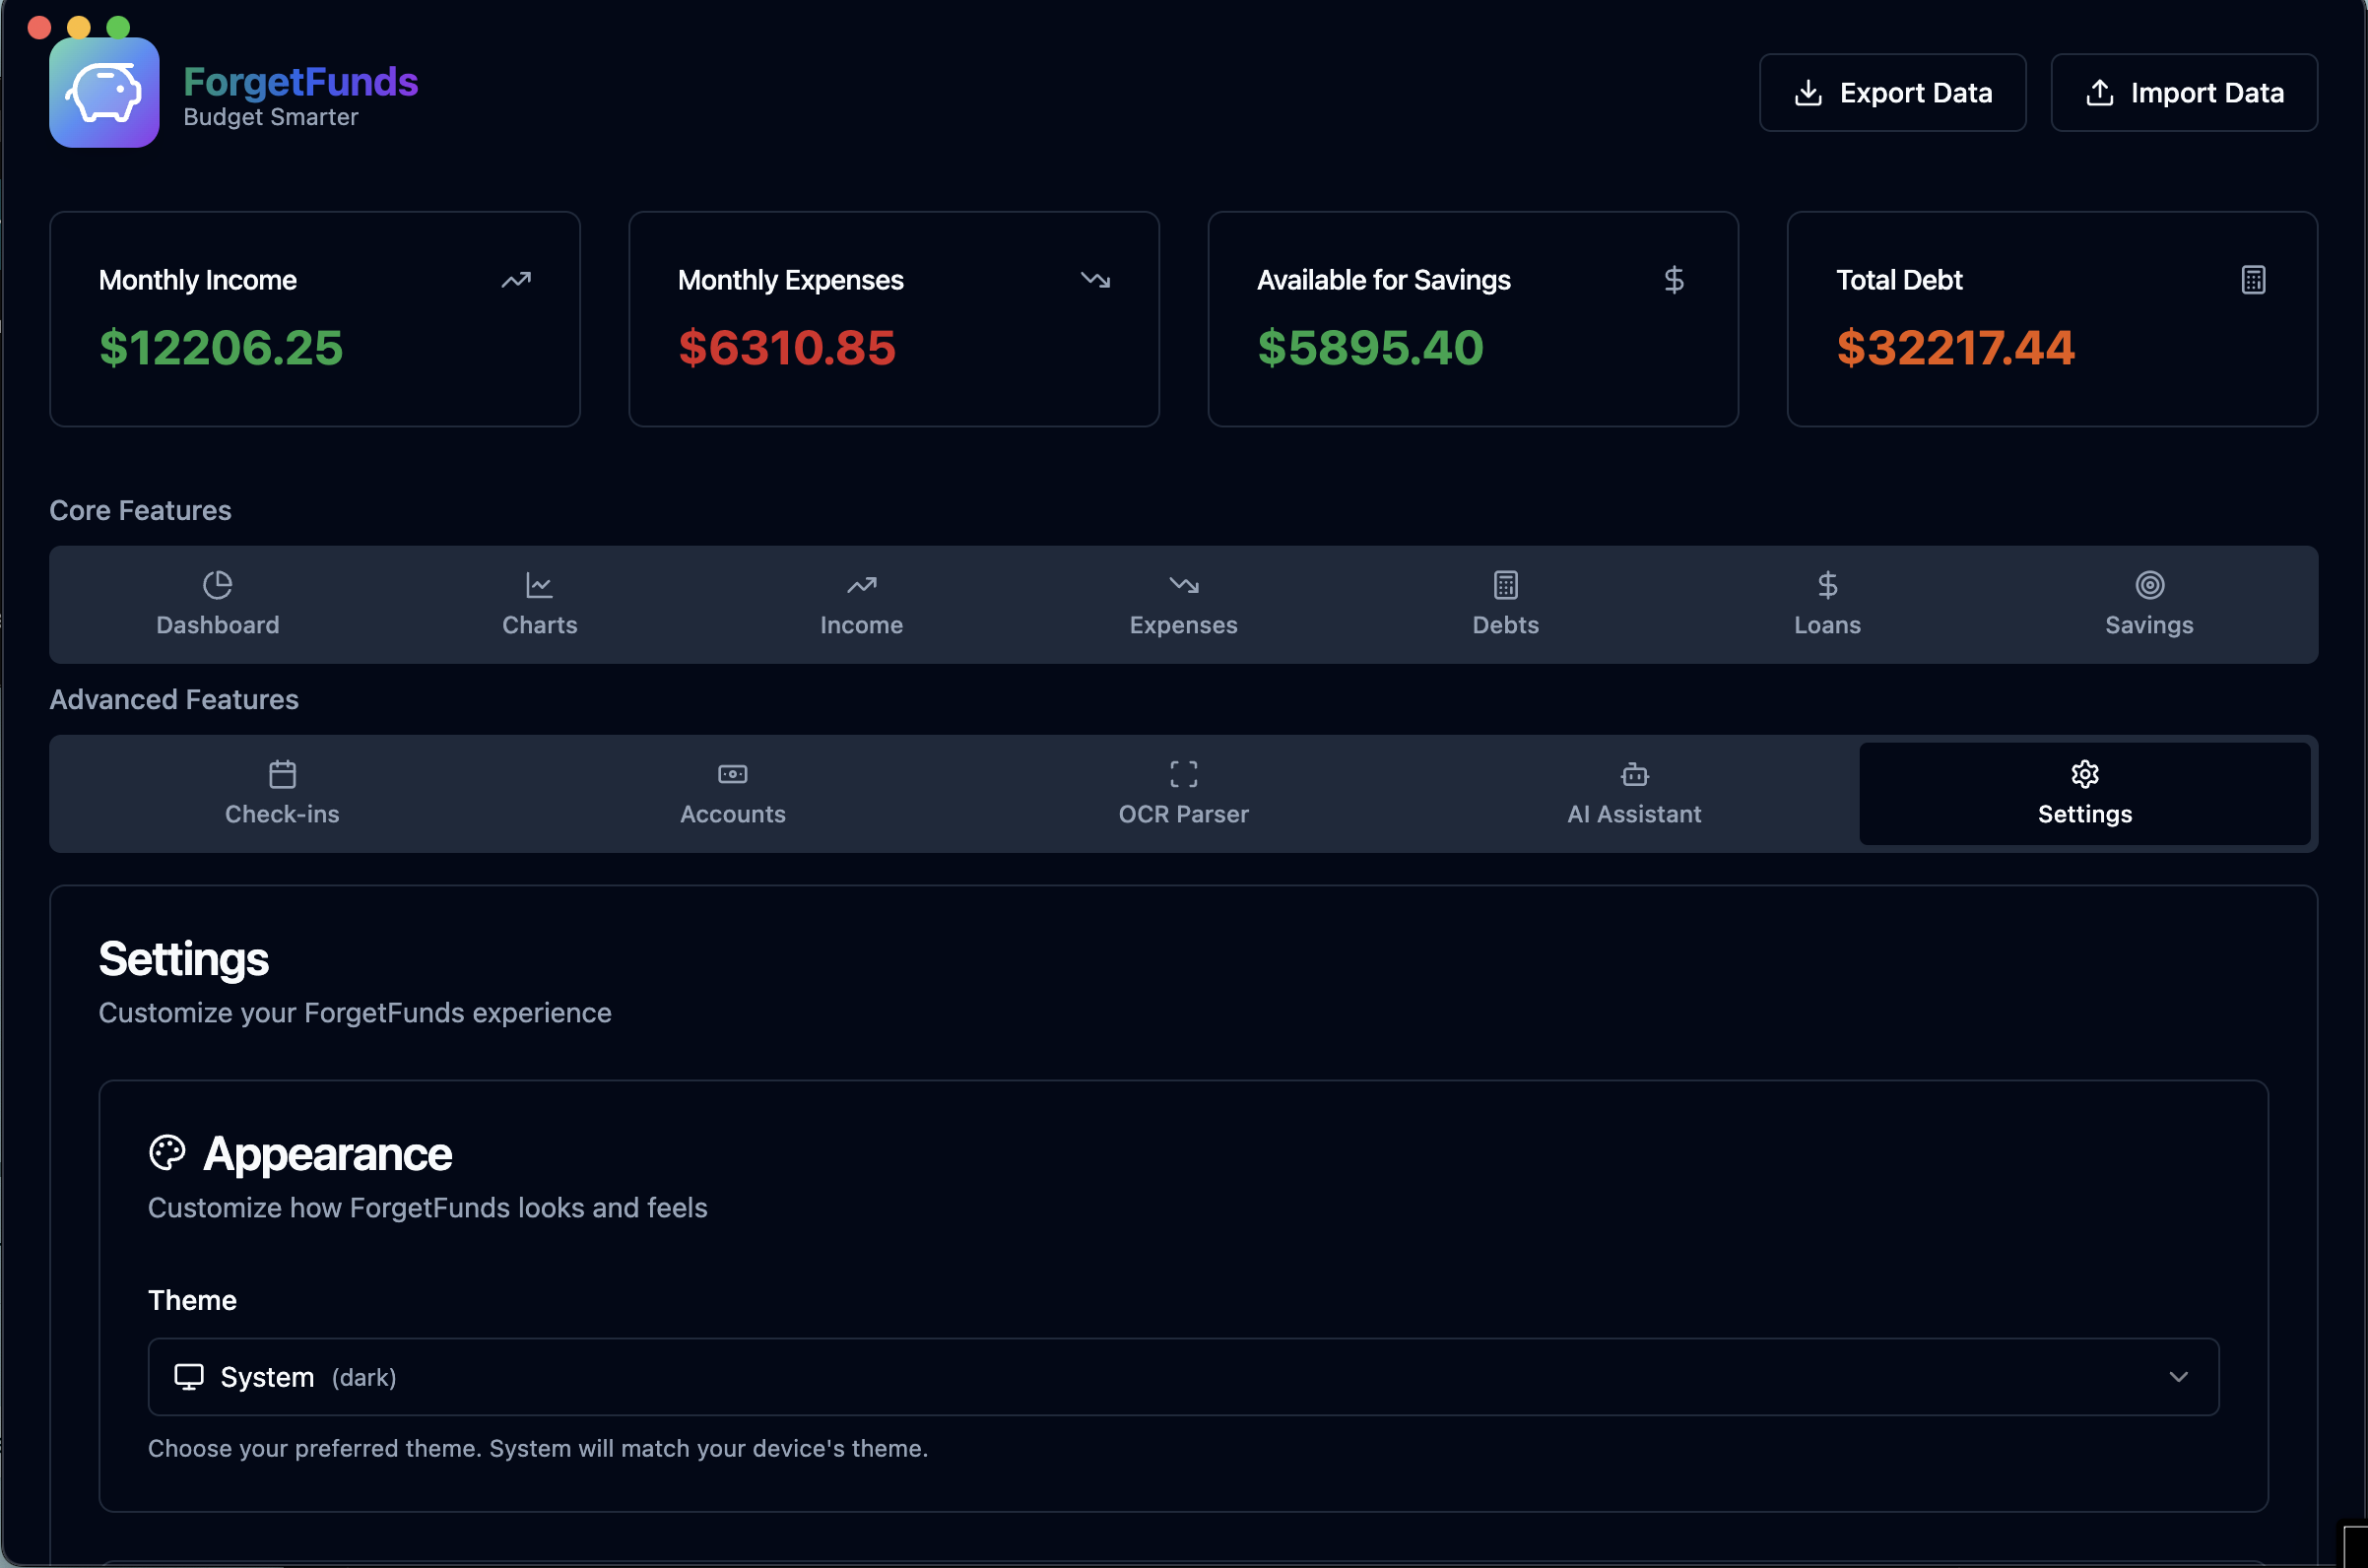 ForgetFunds
Budget Smarter
Export Data
Import Data
Monthly Income
$12206.25
Monthly Expenses
$6310.85
Available for Savings
$5895.40
Total Debt
$32217.44
Core Features
Dashboard
Charts
Income
Expenses
Debts
Loans
Savings
Advanced Features
Check-ins
Accounts
OCR Parser
AI Assistant
Settings
Settings
Customize your ForgetFunds experience
Appearance
Customize how ForgetFunds looks and feels
Theme
System (dark)
Choose your preferred theme. System will match your device's theme.